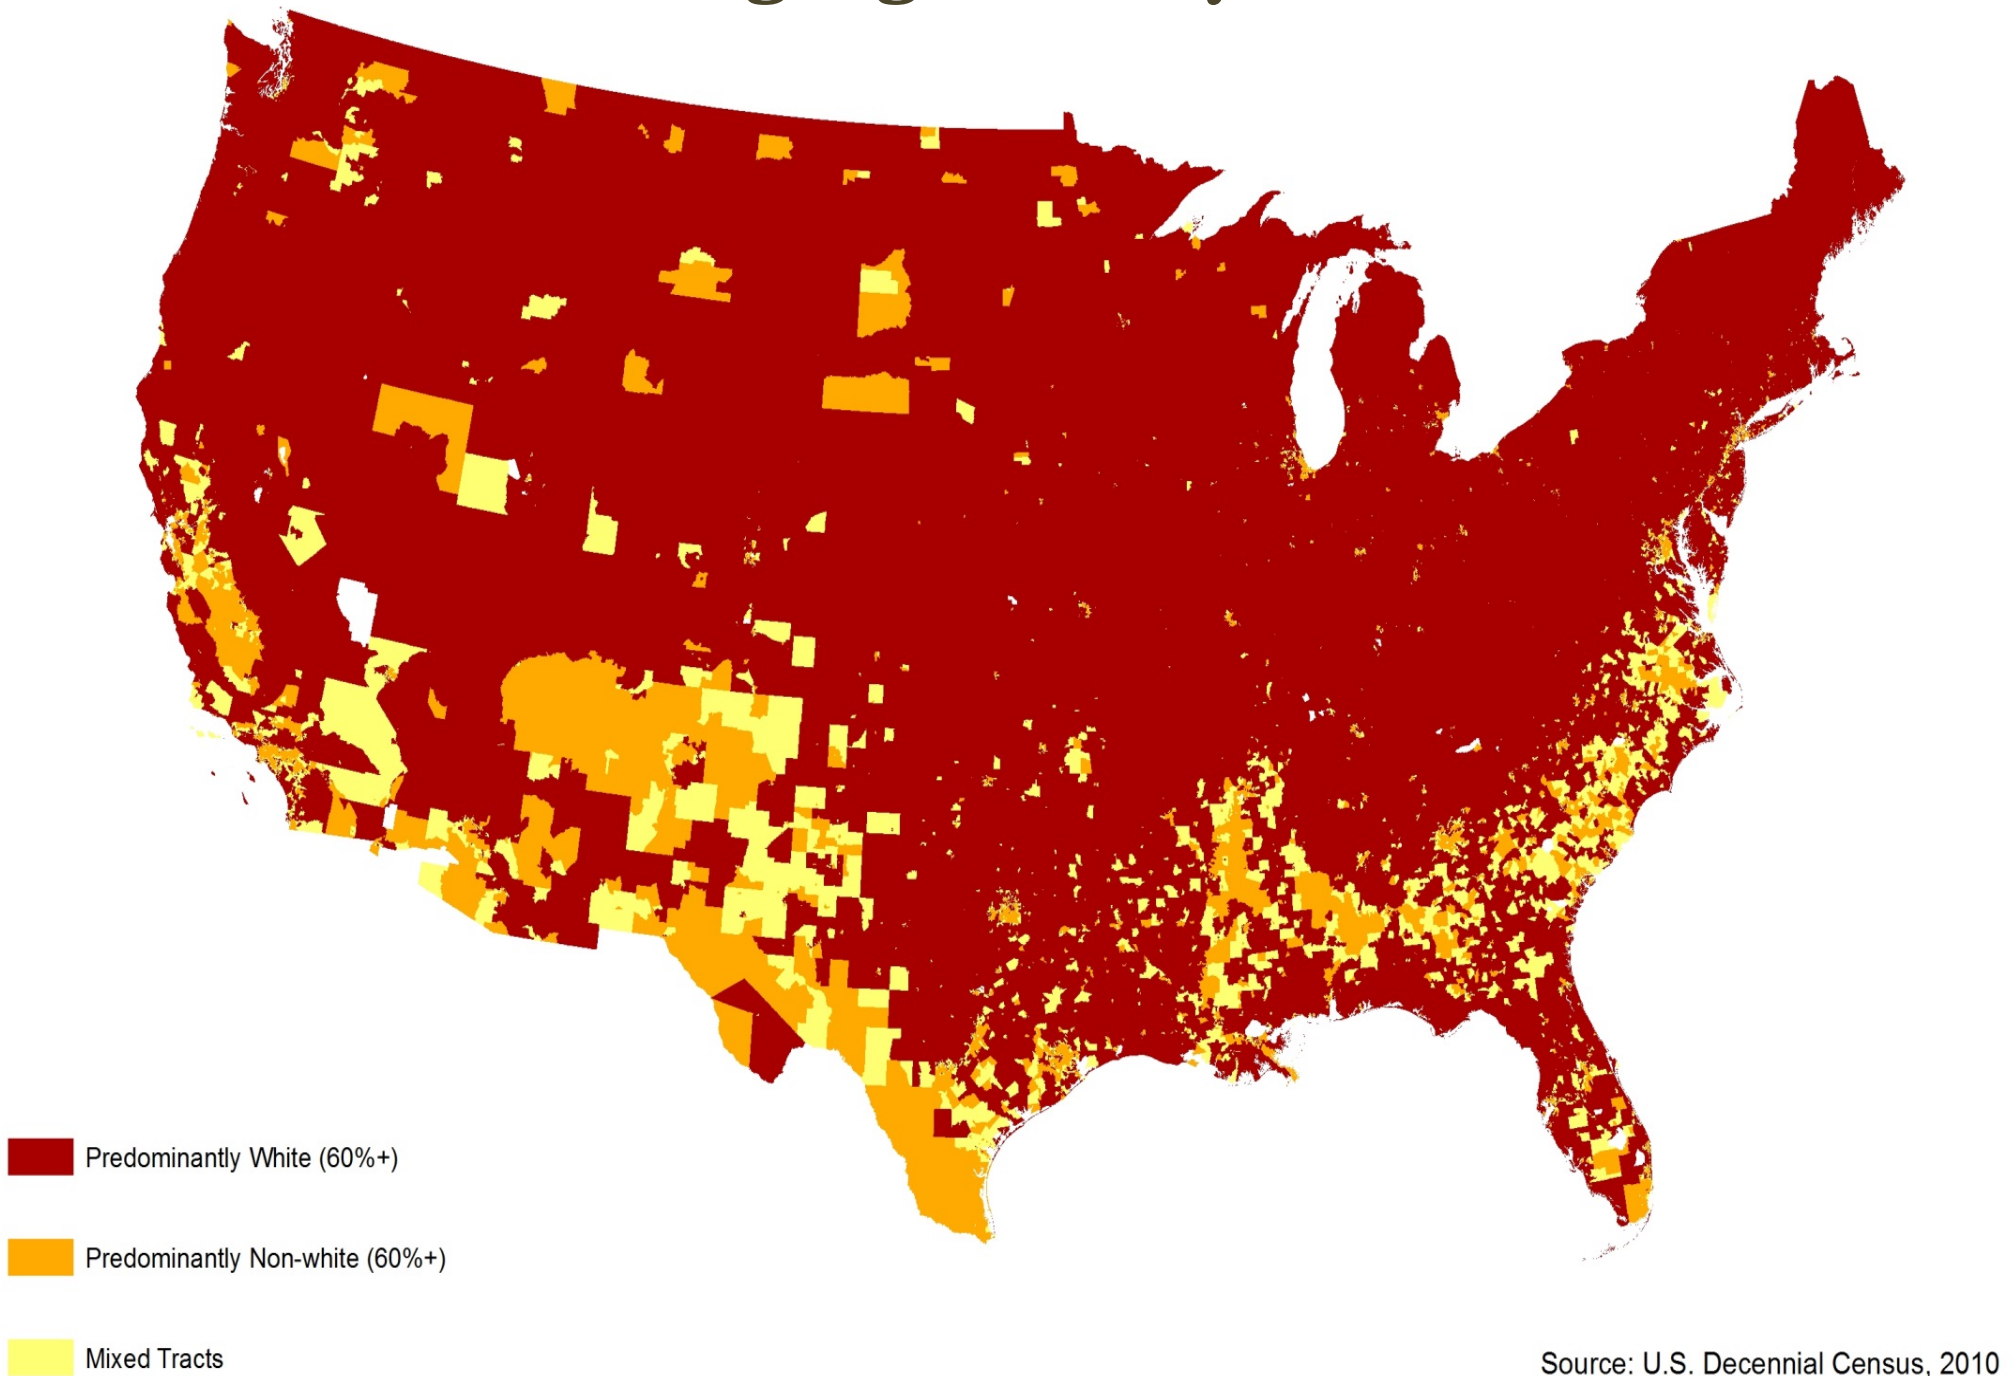 Predominantly White (60%+)
Predominantly Non-white (60%+)
Mixed Tracts
Source: U.S. Decennial Census, 2010